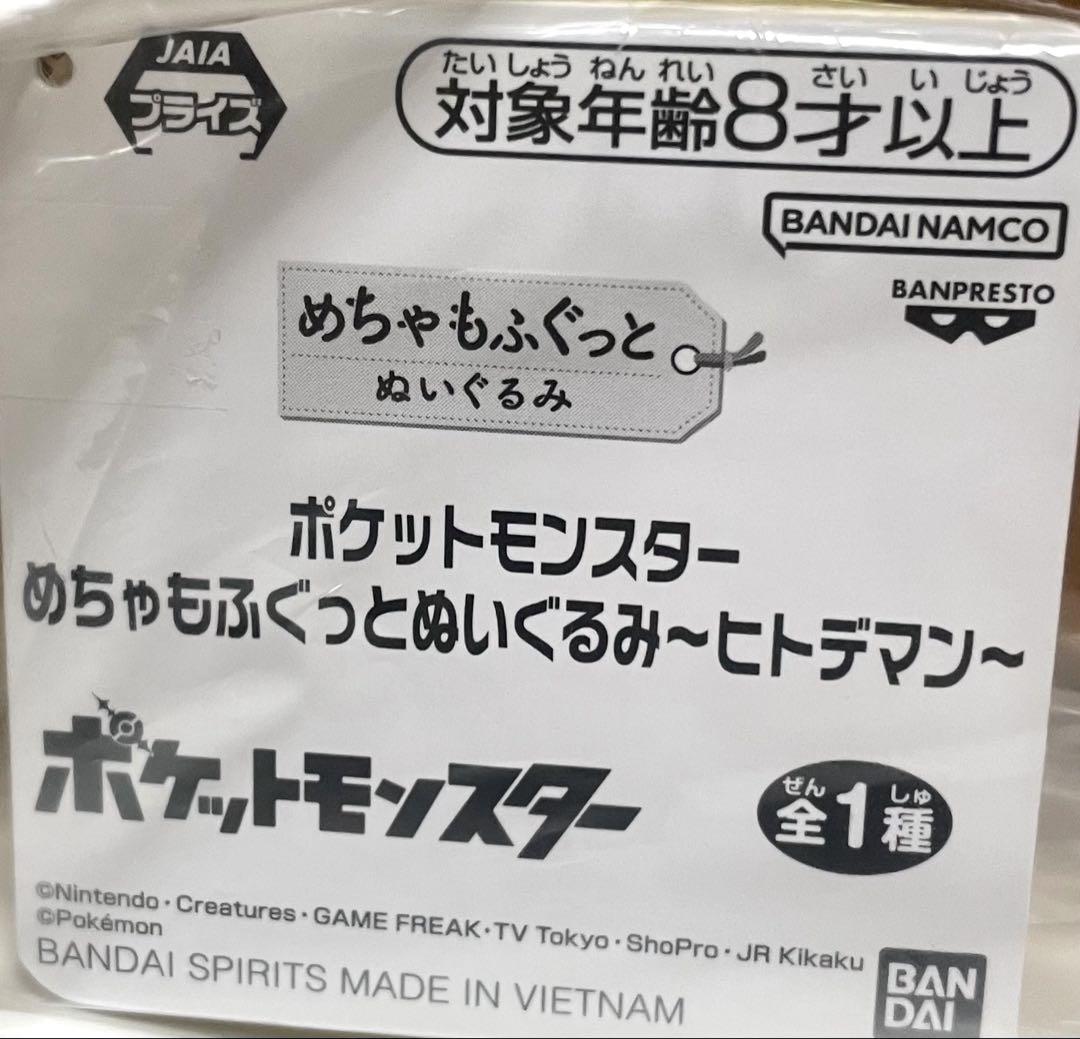 JAIA
プライズ
たいしょうねんれい さいいじょう
対象年齢8才以上
BANDAI NAMCO
BANPRESTO
めちゃもふぐっと
ぬいぐるみ
ポケットモンスター
めちゃもふぐっとぬいぐるみ~ヒトデマン~
ポケットモンスター
ぜん しゅ
全1種
©Nintendo・Creatures・GAME FREAK・TV Tokyo・ShoPro・JR Kikaku
©Pokémon
BANDAI SPIRITS MADE IN VIETNAM
BAN
DAI